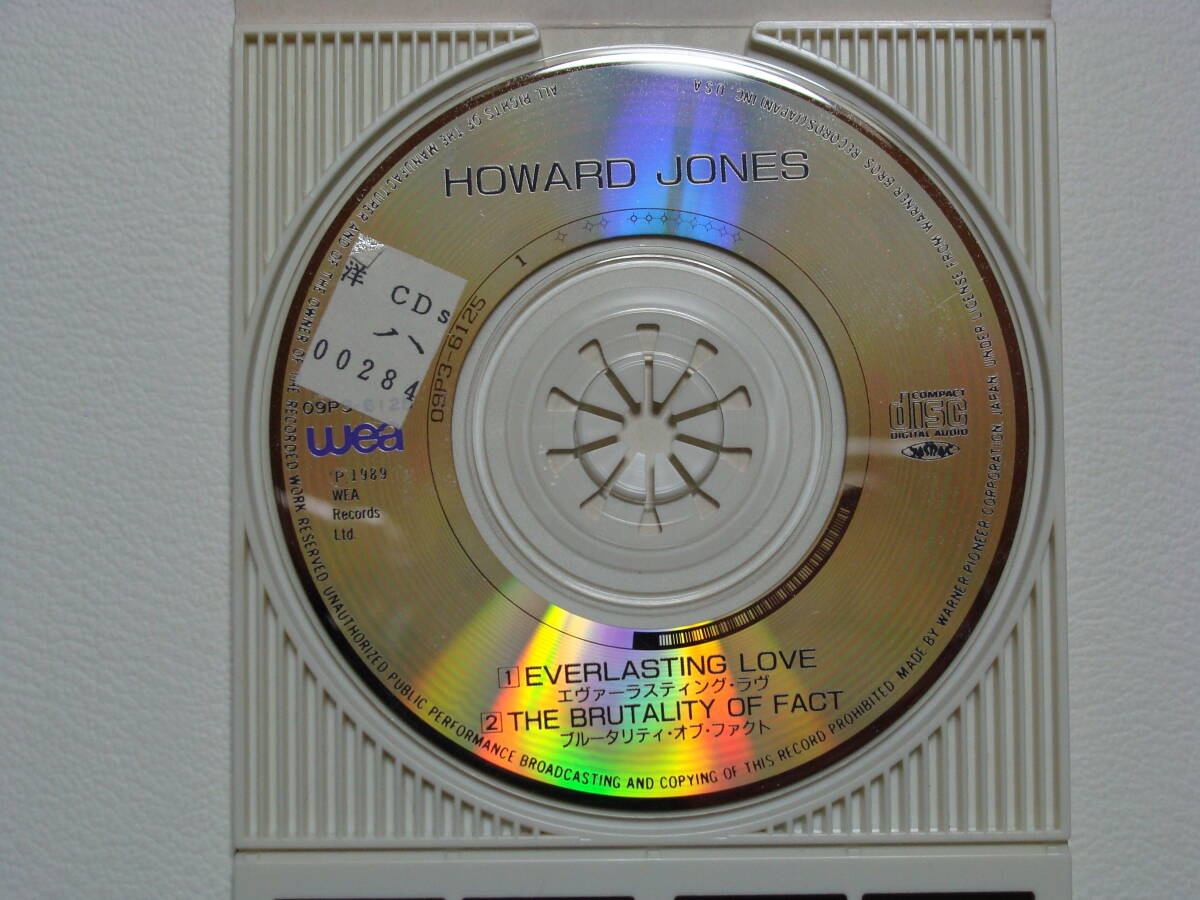 HOWARD JONES
洋 CDs
ハ
00284
09P3-6125
09P3-6125
wea
P 1989
WEA
Records
Ltd.
COMPACT
disc
DIGITAL AUDIO
JASRAC
1
1 EVERLASTING LOVE
エヴァーラスティング・ラヴ
2 THE BRUTALITY OF FACT
ブルータリティ・オブ・ファクト
ALL RIGHTS OF THE MANUFACTURER AND OF THE OWNER OF THE RECORDED WORK RESERVED UNAUTHORIZED PUBLIC PERFORMANCE BROADCASTING AND COPYING OF THIS RECORD PROHIBITED MADE BY WARNER-PIONEER CORPORATION, JAPAN UNDER LICENSE FROM WARNER BROS. RECORDS(JAPAN) INC., U.S.A.